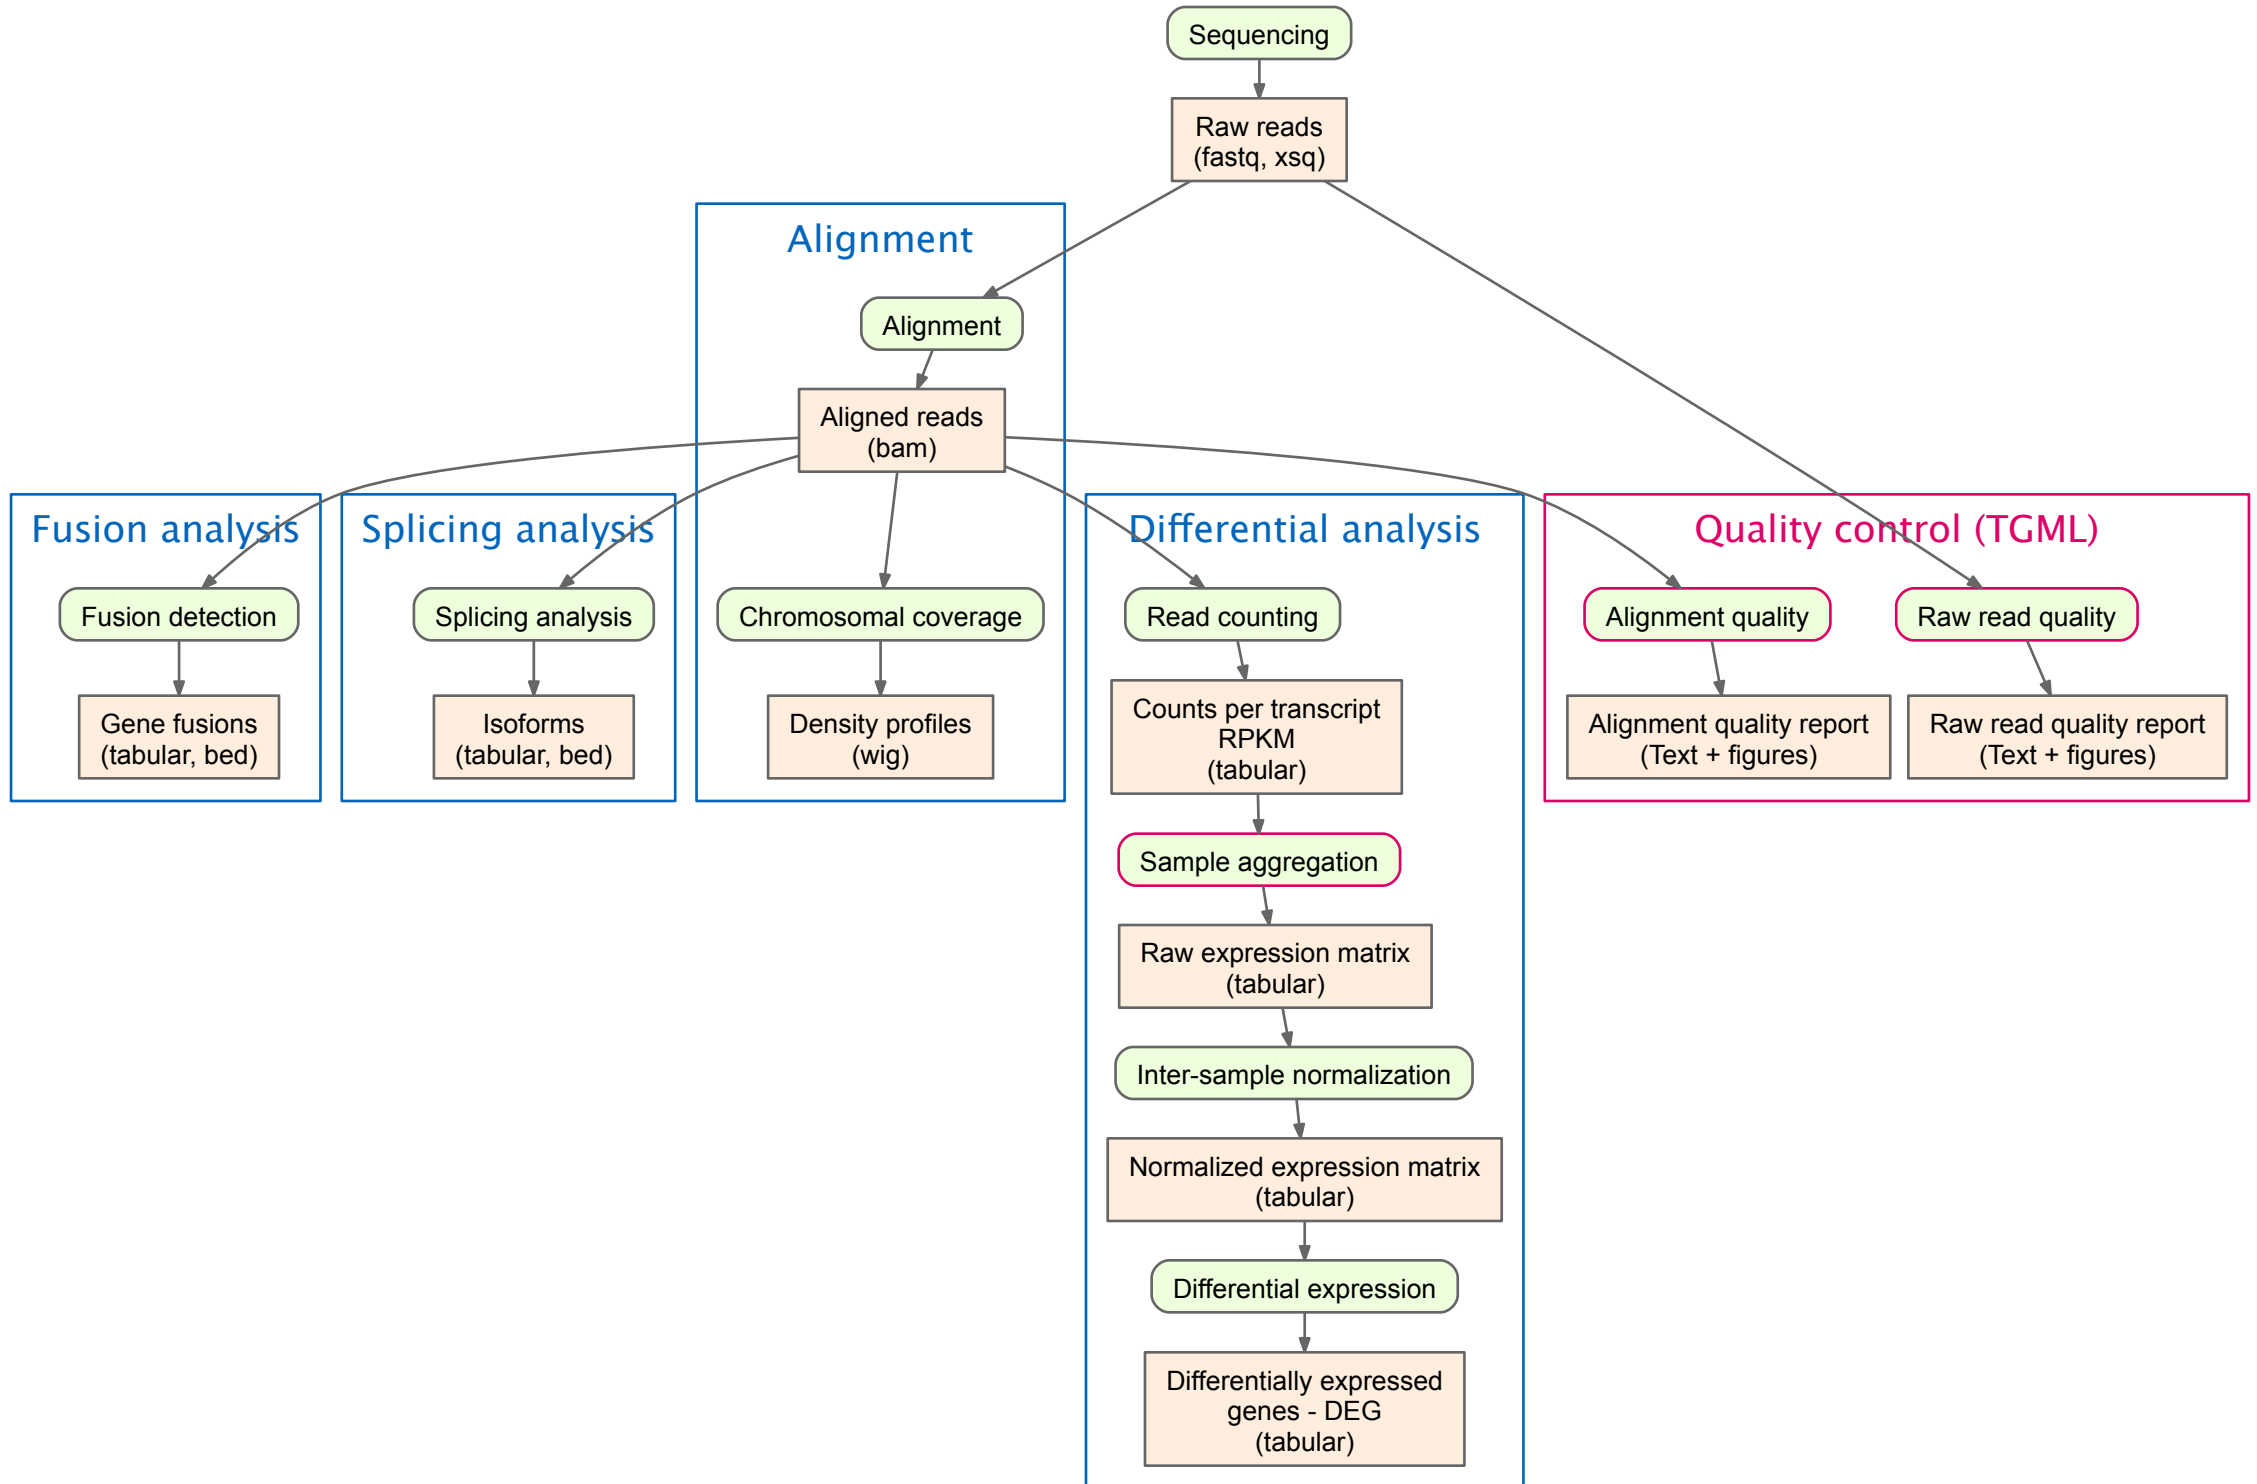 Sequencing
Raw reads
(fastq, xsq)
Alignment
Alignment
Aligned reads
(bam)
Fusion analysis
Fusion detection
Gene fusions
(tabular, bed)
Splicing analysis
Splicing analysis
Isoforms
(tabular, bed)
Chromosomal coverage
Density profiles
(wig)
Differential analysis
Read counting
Counts per transcript
RPKM
(tabular)
Sample aggregation
Raw expression matrix
(tabular)
Inter-sample normalization
Normalized expression matrix
(tabular)
Differential expression
Differentially expressed
genes - DEG
(tabular)
Quality control (TGML)
Alignment quality
Alignment quality report
(Text + figures)
Raw read quality
Raw read quality report
(Text + figures)